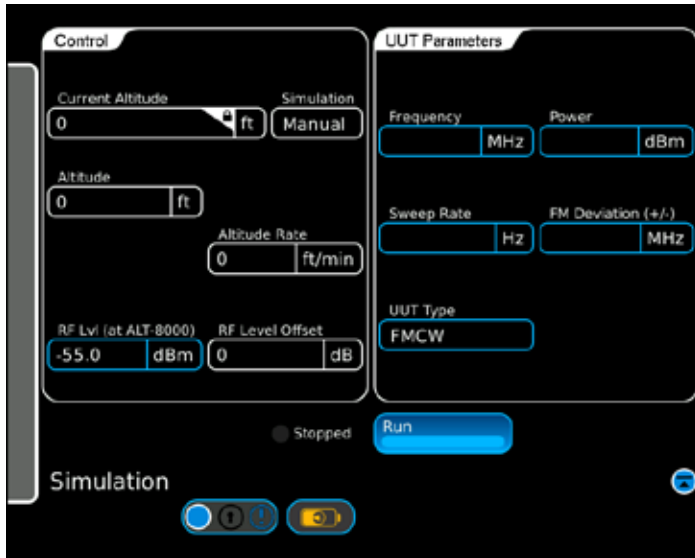 Control
Current Altitude
Simulation
0 ft
Manual
Altitude
0 ft
Altitude Rate
0 ft/min
RF Lvl (at ALT-8000)
RF Level Offset
-55.0 dBm
0 dB
UUT Parameters
Frequency
Power
MHz
dBm
Sweep Rate
FM Deviation (+/-)
Hz
MHz
UUT Type
FMCW
Stopped
Run
Simulation